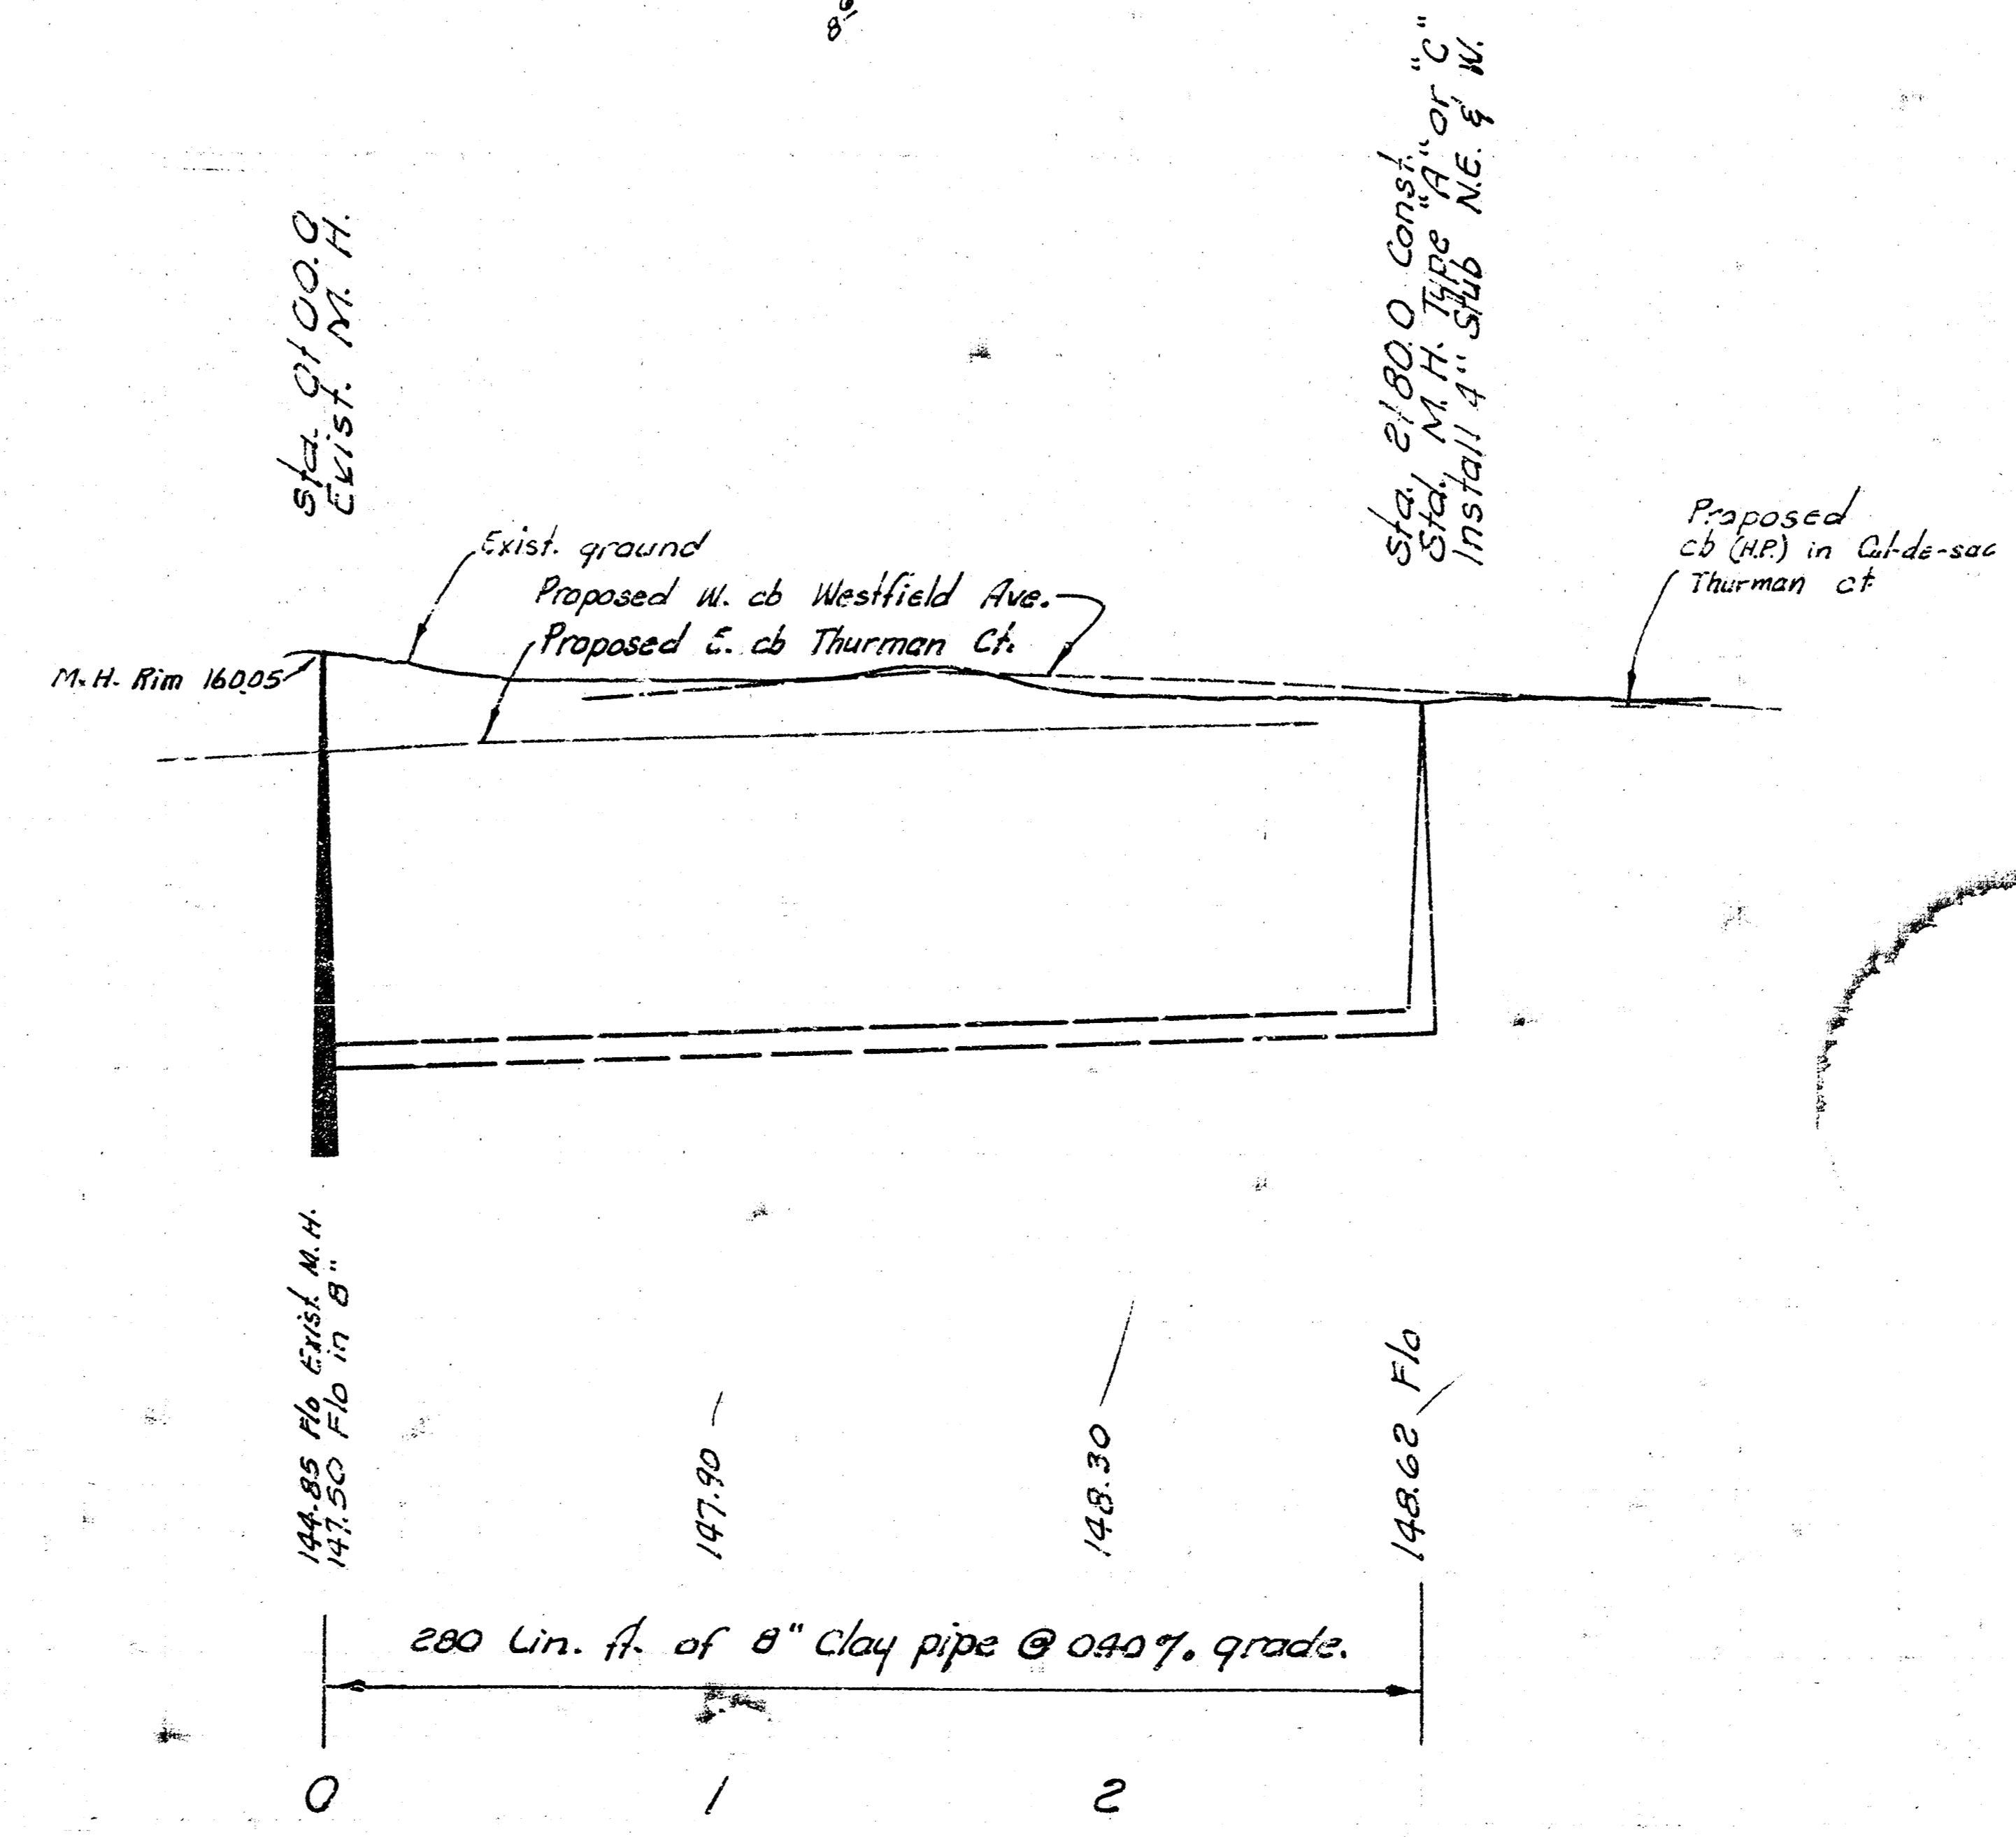 Sta. 0+00.0
Exist. M. H.
Sta. 2+80.0 Const.
Std. M. H. Type "A" or "C"
Install 4" Stub N.E. & W.
Exist. ground
Proposed W. cb Westfield Ave.
Proposed E. cb Thurman Ct.
M.H. Rim 160.05
Proposed
cb (H.P.) in Cul-de-sac
Thurman ct.
144.85 Flo Exist. M.H.
147.50 Flo in 8"
147.90
148.30
148.62 Flo
280 Lin. ft. of 8" Clay pipe @ 0.40%. grade.
0 1 2